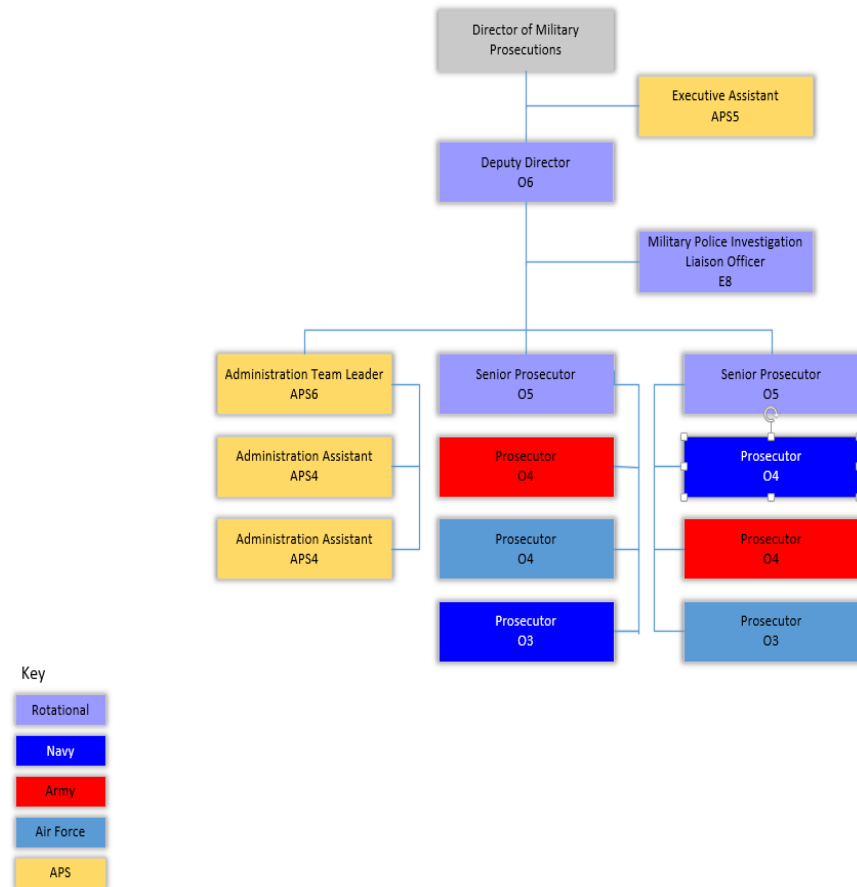 Director of Military
Prosecutions
Executive Assistant
APS5
Deputy Director
O6
Military Police Investigation
Liaison Officer
E8
Administration Team Leader
APS6
Senior Prosecutor
O5
Senior Prosecutor
O5
Administration Assistant
APS4
Prosecutor
O4
Prosecutor
O4
Administration Assistant
APS4
Prosecutor
O4
Prosecutor
O4
Prosecutor
O3
Prosecutor
O3
Key
Rotational
Navy
Army
Air Force
APS